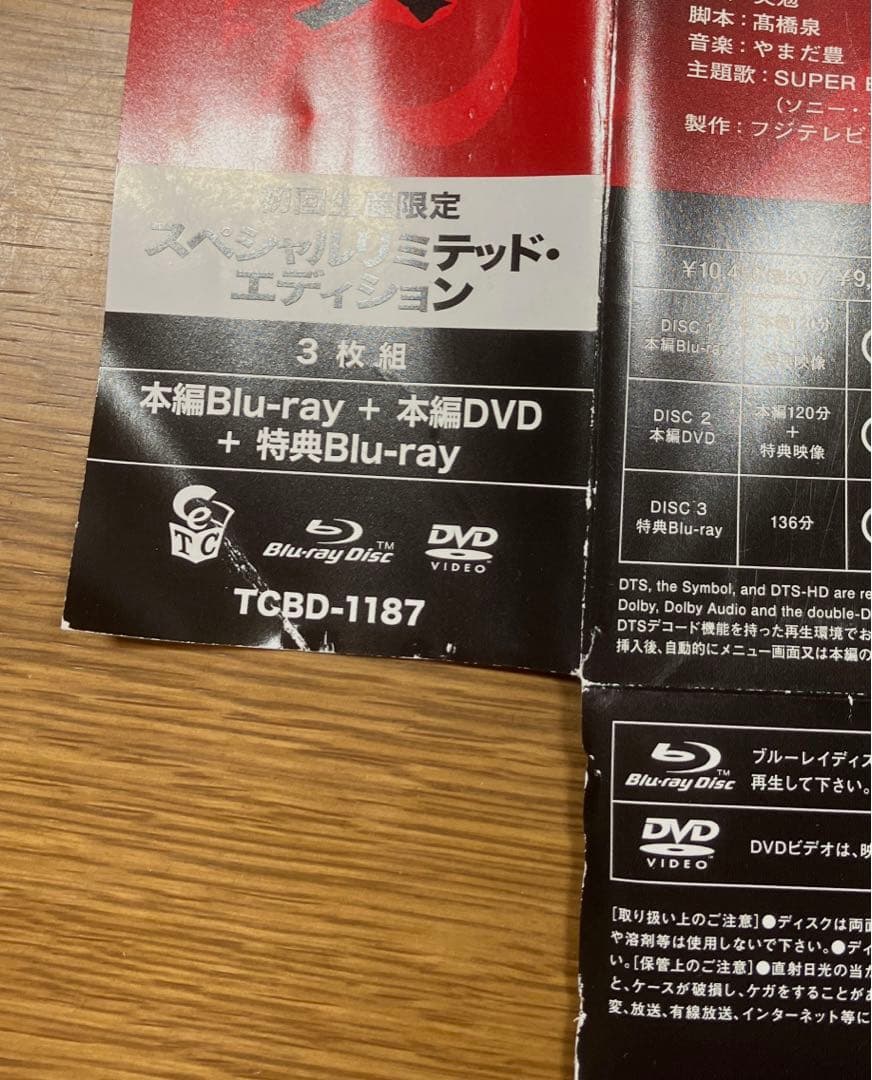 初回生産限定
スペシャルリミテッド・
エディション
3枚組
本編Blu-ray + 本編DVD
+ 特典Blu-ray
CeTC
Blu-ray Disc™
DVD
VIDEO
TCBD-1187
脚本：髙橋泉
音楽：やまだ豊
主題歌：SUPER
(ソニー・
製作：フジテレビ
DISC 1
本編Blu-ray
DISC 2
本編DVD
本編120分
+
特典映像
DISC 3
特典Blu-ray
136分
DTS, the Symbol, and DTS-HD are re
Dolby, Dolby Audio and the double-D
DTSデコード機能を持った再生環境でお
挿入後、自動的にメニュー画面又は本編の
Blu-ray Disc™
ブルーレイディス
再生して下さい。
DVD
VIDEO
DVDビデオは、映
[取り扱い上のご注意]●ディスクは両面
や溶剤等は使用しないで下さい。●ディ
い。[保管上のご注意]●直射日光の当た
と、ケースが破損し、ケガをすることがあ
変、放送、有線放送、インターネット等に